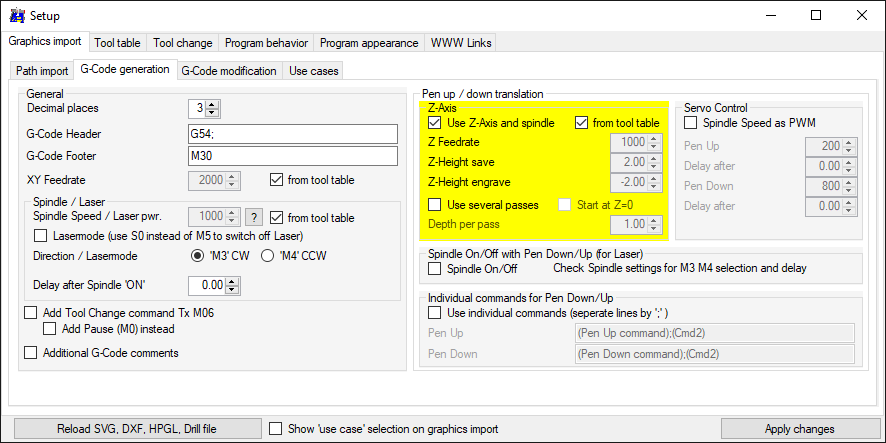 Setup
Graphics import Tool table Tool change Program behavior Program appearance WWW Links
Path import G-Code generation G-Code modification Use cases
General
Decimal places 3
G-Code Header G54;
G-Code Footer M30
XY Feedrate 2000 from tool table
Spindle / Laser
Spindle Speed / Laser pwr. 1000 ? from tool table
Lasermode (use S0 instead of M5 to switch off Laser)
Direction / Lasermode 'M3' CW 'M4' CCW
Delay after Spindle 'ON' 0.00
Add Tool Change command Tx M06
Add Pause (M0) instead
Additional G-Code comments
Pen up / down translation
Z-Axis
Use Z-Axis and spindle from tool table
Z Feedrate 1000
Z-Height save 2.00
Z-Height engrave -2.00
Use several passes Start at Z=0
Depth per pass 1.00
Servo Control
Spindle Speed as PWM
Pen Up 200
Delay after 0.00
Pen Down 800
Delay after 0.00
Spindle On/Off with Pen Down/Up (for Laser)
Spindle On/Off Check Spindle settings for M3 M4 selection and delay
Individual commands for Pen Down/Up
Use individual commands (seperate lines by ';' )
Pen Up (Pen Up command);(Cmd2)
Pen Down (Pen Down command);(Cmd2)
Reload SVG, DXF, HPGL, Drill file Show 'use case' selection on graphics import Apply changes